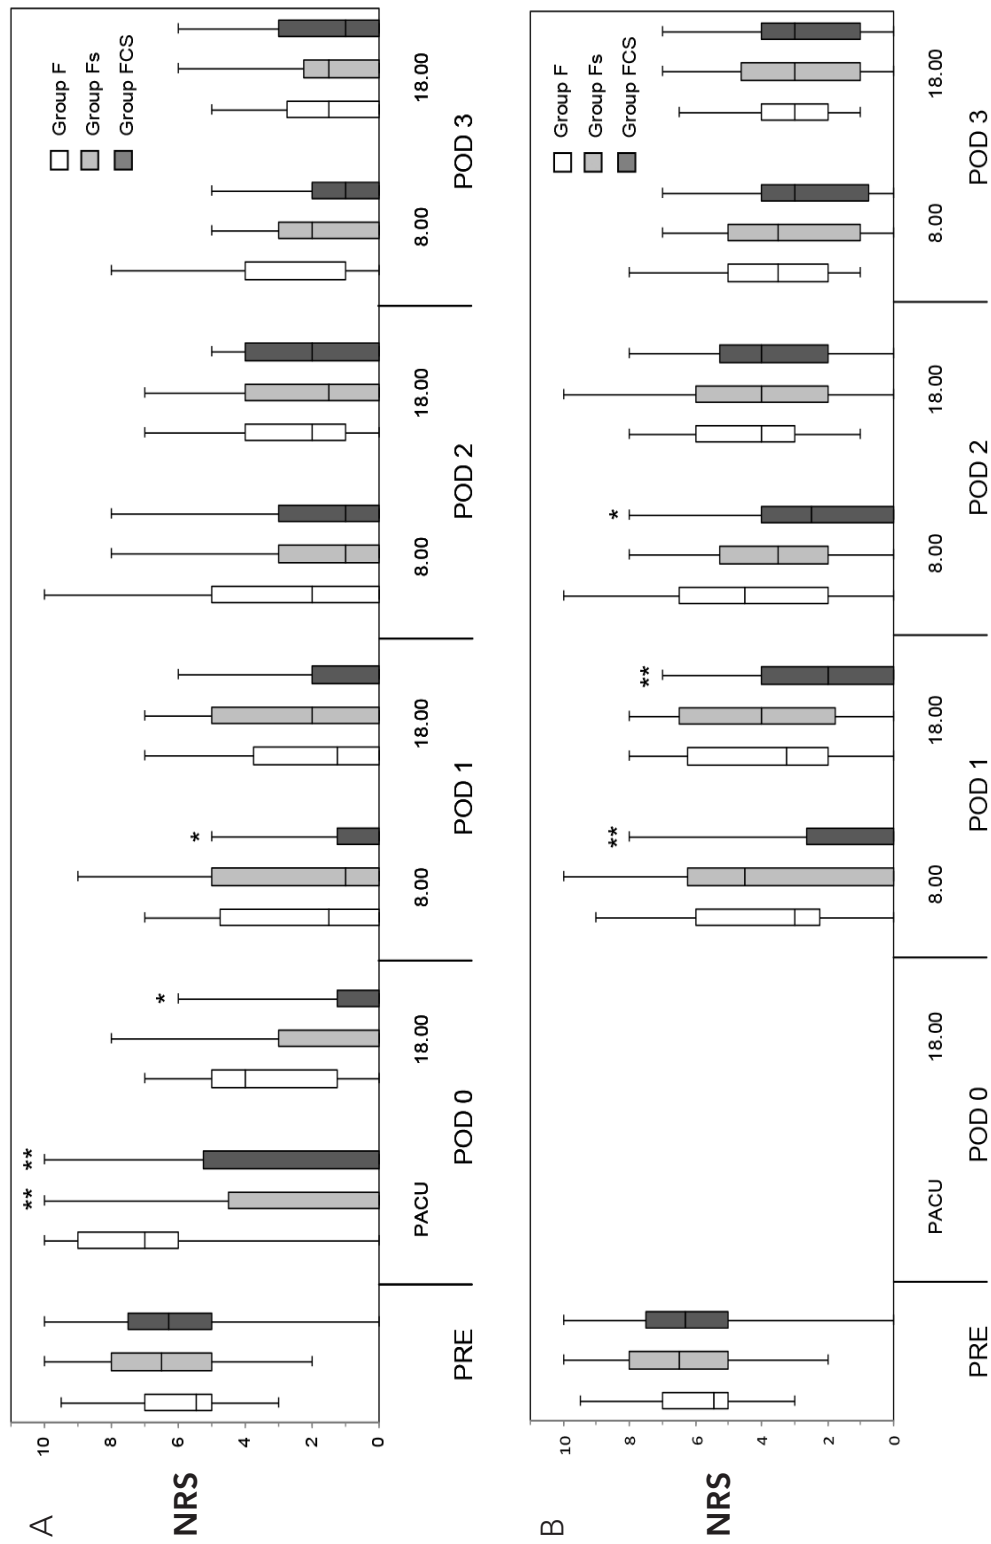 A
NRS
10
8
6
4
2
0
Group F
Group Fs
Group FCS
** ** * * 
PACU 18.00 8.00 18.00 8.00 18.00 8.00 18.00
PRE POD 0 POD 1 POD 2 POD 3
B
NRS
10
8
6
4
2
0
Group F
Group Fs
Group FCS
** ** *
PACU 18.00 8.00 18.00 8.00 18.00 8.00 18.00
PRE POD 0 POD 1 POD 2 POD 3